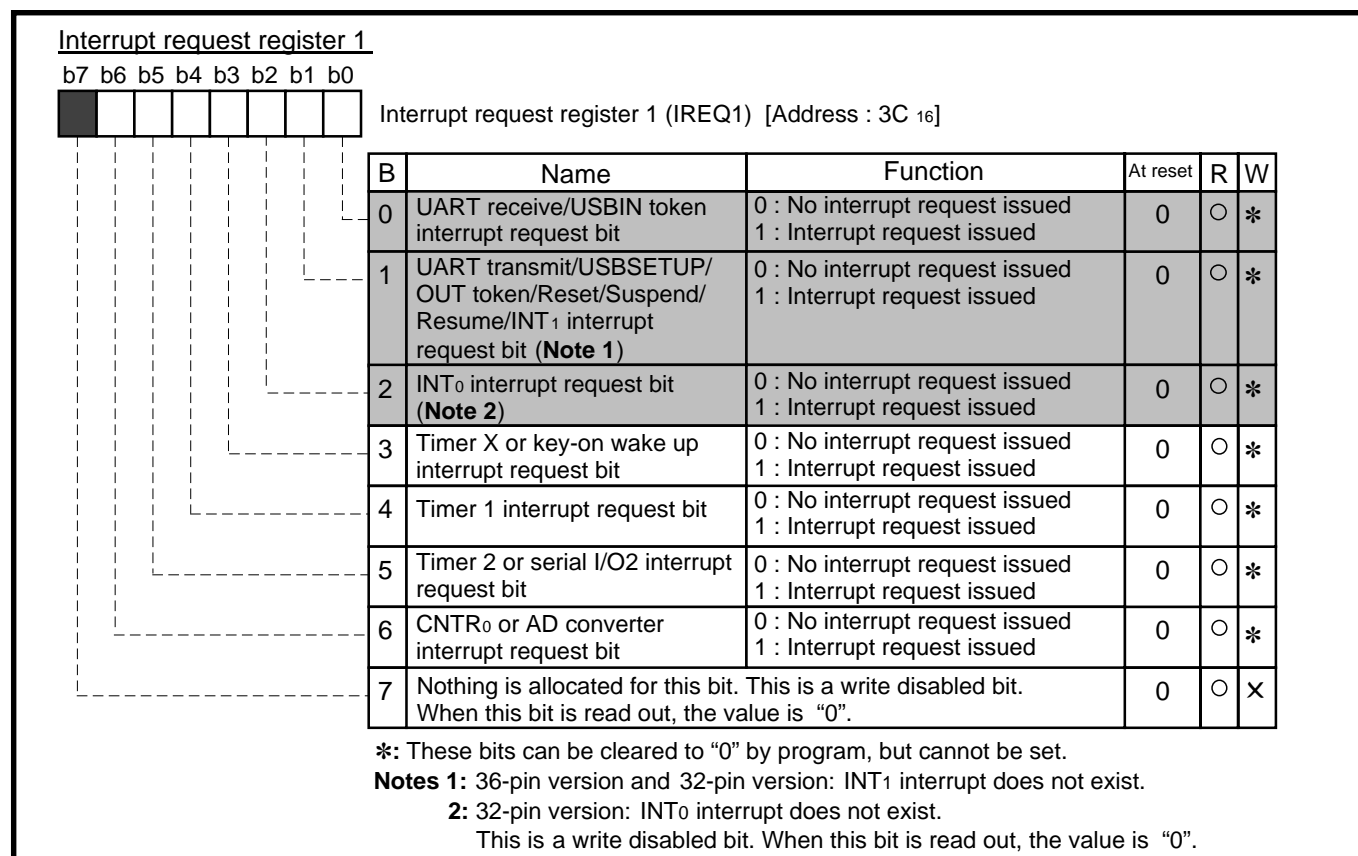 Interrupt request register 1
b7 b6 b5 b4 b3 b2 b1 b0
Interrupt request register 1 (IREQ1) [Address : 3C 16]
B Name Function At reset R W
0 UART receive/USBIN token 0 : No interrupt request issued 0 ○ ✻
interrupt request bit 1 : Interrupt request issued
1 UART transmit/USBSETUP/ 0 : No interrupt request issued 0 ○ ✻
OUT token/Reset/Suspend/ 1 : Interrupt request issued
Resume/INT1 interrupt
request bit (Note 1)
2 INT0 interrupt request bit 0 : No interrupt request issued 0 ○ ✻
(Note 2) 1 : Interrupt request issued
3 Timer X or key-on wake up 0 : No interrupt request issued 0 ○ ✻
interrupt request bit 1 : Interrupt request issued
4 Timer 1 interrupt request bit 0 : No interrupt request issued 0 ○ ✻
1 : Interrupt request issued
5 Timer 2 or serial I/O2 interrupt 0 : No interrupt request issued 0 ○ ✻
request bit 1 : Interrupt request issued
6 CNTR0 or AD converter 0 : No interrupt request issued 0 ○ ✻
interrupt request bit 1 : Interrupt request issued
7 Nothing is allocated for this bit. This is a write disabled bit. 0 ○ ×
When this bit is read out, the value is “0”.
✻: These bits can be cleared to “0” by program, but cannot be set.
Notes 1: 36-pin version and 32-pin version: INT1 interrupt does not exist.
2: 32-pin version: INT0 interrupt does not exist.
This is a write disabled bit. When this bit is read out, the value is “0”.